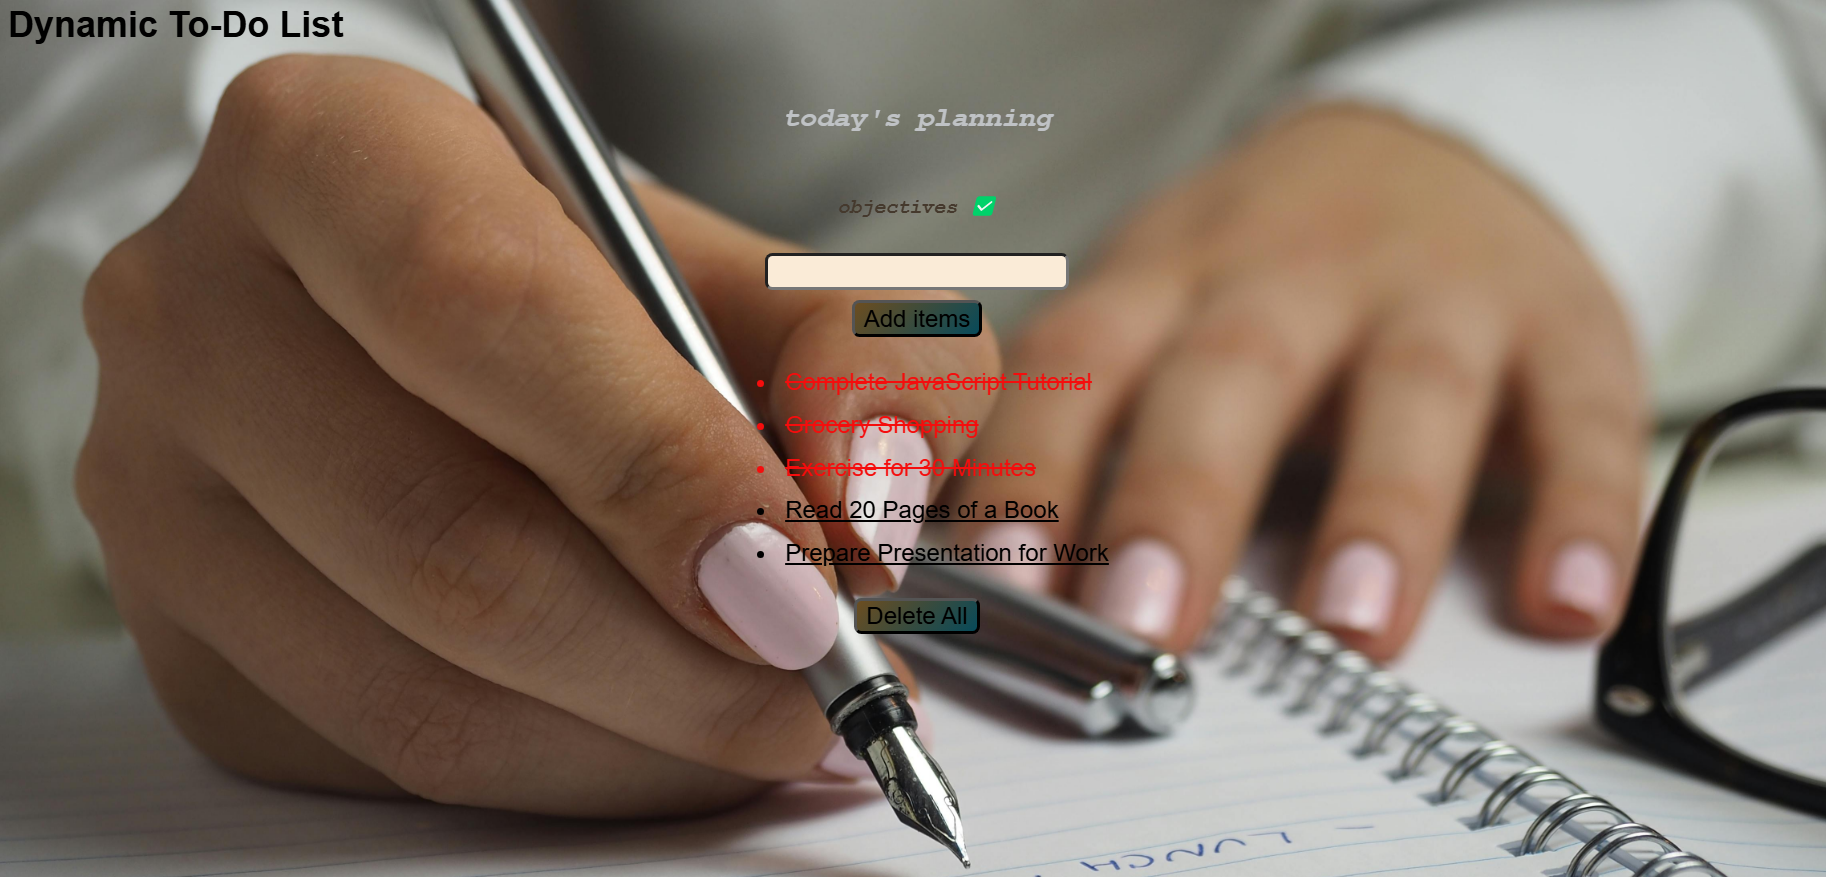 Dynamic To-Do List
today's planning
objectives ✅
Add items
Complete JavaScript Tutorial
Grocery Shopping
Exercise for 30 Minutes
Read 20 Pages of a Book
Prepare Presentation for Work
Delete All
- LUNCH